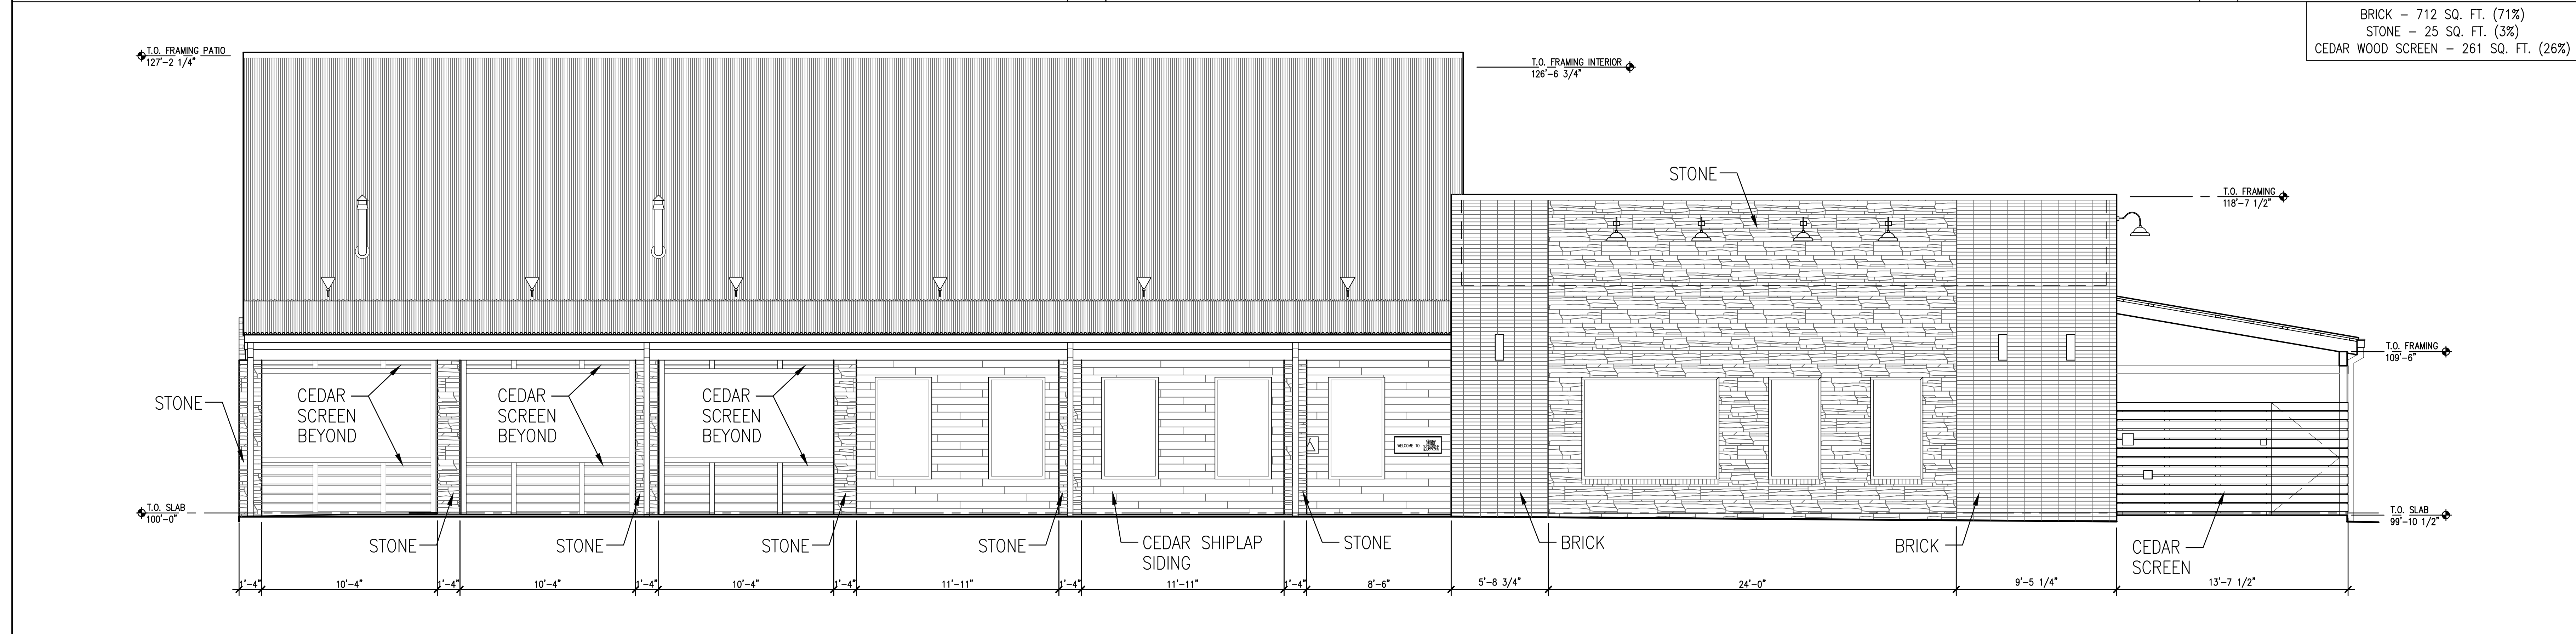 BRICK – 712 SQ. FT. (71%)
STONE – 25 SQ. FT. (3%)
CEDAR WOOD SCREEN – 261 SQ. FT. (26%)
T.O. FRAMING PATIO
127'-2 1/4"
T.O. FRAMING INTERIOR
126'-6 3/4"
STONE
T.O. FRAMING
118'-7 1/2"
T.O. FRAMING
109'-6"
STONE
CEDAR
SCREEN
BEYOND
CEDAR
SCREEN
BEYOND
CEDAR
SCREEN
BEYOND
WELCOME TO
T.O. SLAB
100'-0"
T.O. SLAB
99'-10 1/2"
STONE
STONE
STONE
STONE
CEDAR SHIPLAP
SIDING
STONE
BRICK
BRICK
CEDAR
SCREEN
1'-4"
10'-4"
1'-4"
10'-4"
1'-4"
10'-4"
1'-4"
11'-11"
1'-4"
11'-11"
1'-4"
8'-6"
5'-8 3/4"
24'-0"
9'-5 1/4"
13'-7 1/2"